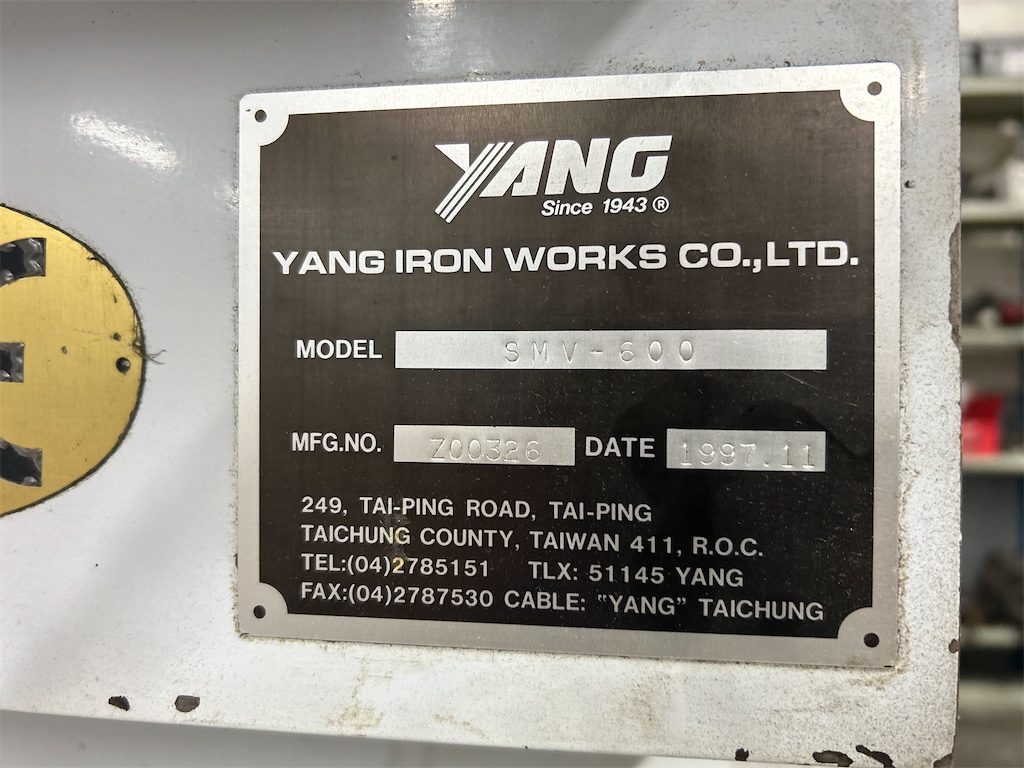 YANG
Since 1943 ®
YANG IRON WORKS CO.,LTD.
MODEL SMV-600
MFG.NO. Z00326 DATE 1997.11
249, TAI-PING ROAD, TAI-PING
TAICHUNG COUNTY, TAIWAN 411, R.O.C.
TEL:(04)2785151 TLX: 51145 YANG
FAX:(04)2787530 CABLE: "YANG" TAICHUNG